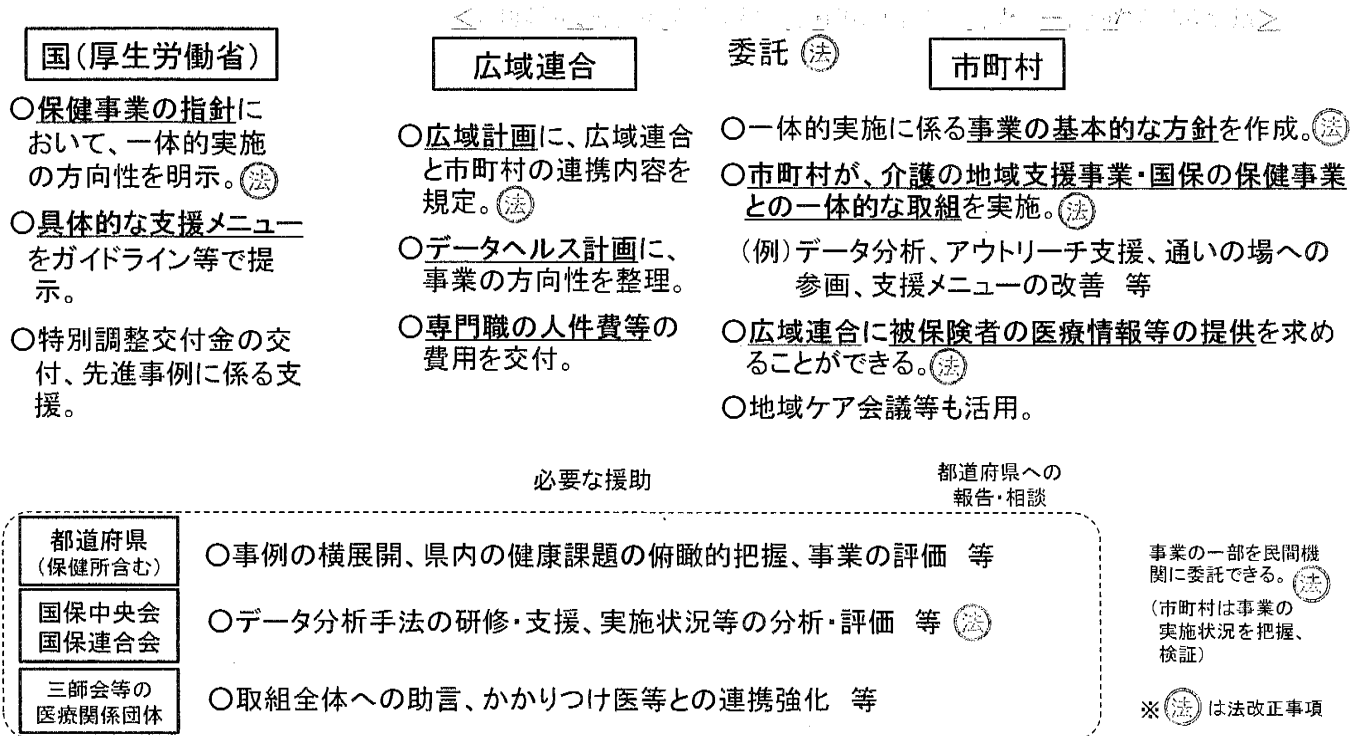 国(厚生労働省)
○保健事業の指針に
おいて、一体的実施
の方向性を明示。法
○具体的な支援メニュー
をガイドライン等で提
示。
○特別調整交付金の交
付、先進事例に係る支
援。
広域連合
○広域計画に、広域連合
と市町村の連携内容を
規定。法
○データヘルス計画に、
事業の方向性を整理。
○専門職の人件費等の
費用を交付。
委託 法
市町村
○一体的実施に係る事業の基本的な方針を作成。法
○市町村が、介護の地域支援事業・国保の保健事業
との一体的な取組を実施。法
(例)データ分析、アウトリーチ支援、通いの場への
参画、支援メニューの改善 等
○広域連合に被保険者の医療情報等の提供を求め
ることができる。法
○地域ケア会議等も活用。
必要な援助
都道府県への
報告・相談
都道府県
(保健所含む)
○事例の横展開、県内の健康課題の俯瞰的把握、事業の評価 等
国保中央会
国保連合会
○データ分析手法の研修・支援、実施状況等の分析・評価 等 法
三師会等の
医療関係団体
○取組全体への助言、かかりつけ医等との連携強化 等
事業の一部を民間機
関に委託できる。法
(市町村は事業の
実施状況を把握、
検証)
※法は法改正事項